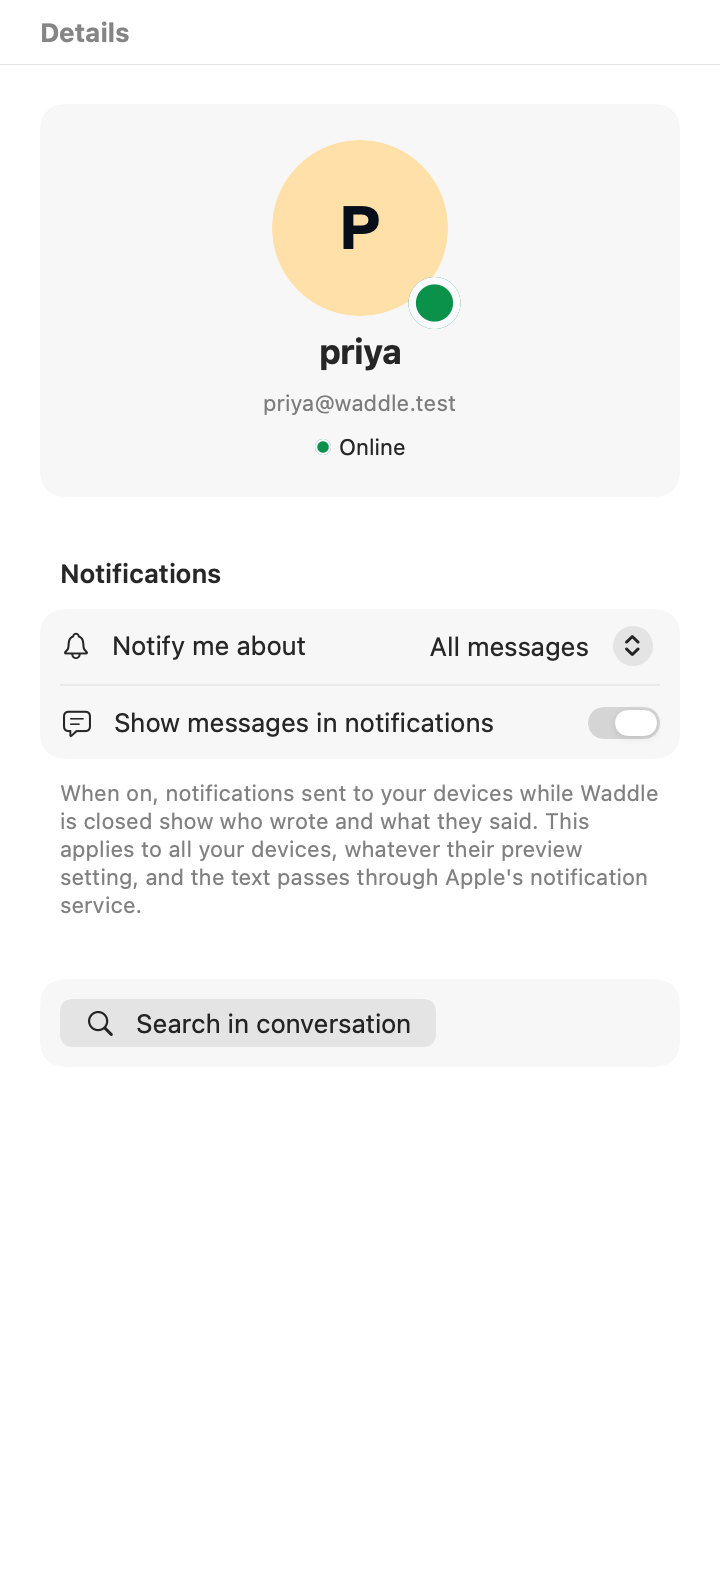 Details
P
priya
priya@waddle.test
Online
Notifications
Notify me about All messages
Show messages in notifications
When on, notifications sent to your devices while Waddle
is closed show who wrote and what they said. This
applies to all your devices, whatever their preview
setting, and the text passes through Apple's notification
service.
Search in conversation